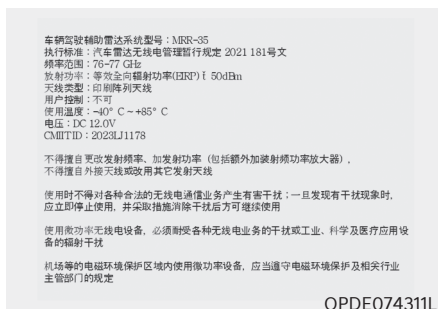 车辆驾驶辅助雷达系统型号：MRR-35
执行标准：汽车雷达无线电管理暂行规定 2021 181号文
频率范围：76-77 GHz
放射功率：等效全向辐射功率(EIRP) ≤ 50dBm
天线类型：印刷阵列天线
用户控制：不可
使用温度：-40° C ~ +85° C
电压：DC 12.0V
CMIITID：2023LJ1178
不得擅自更改发射频率、加发射功率（包括额外加装射频功率放大器），
不得擅自外接天线或改用其它发射天线
使用时不得对各种合法的无线电通信业务产生有害干扰；一旦发现有干扰现象时，
应立即停止使用，并采取措施消除干扰后方可继续使用
使用微功率无线电设备，必须耐受各种无线电业务的干扰或工业、科学及医疗应用设
备的辐射干扰
机场等的电磁环境保护区域内使用微功率设备，应当遵守电磁环境保护及相关行业
主管部门的规定
OPDE074311L